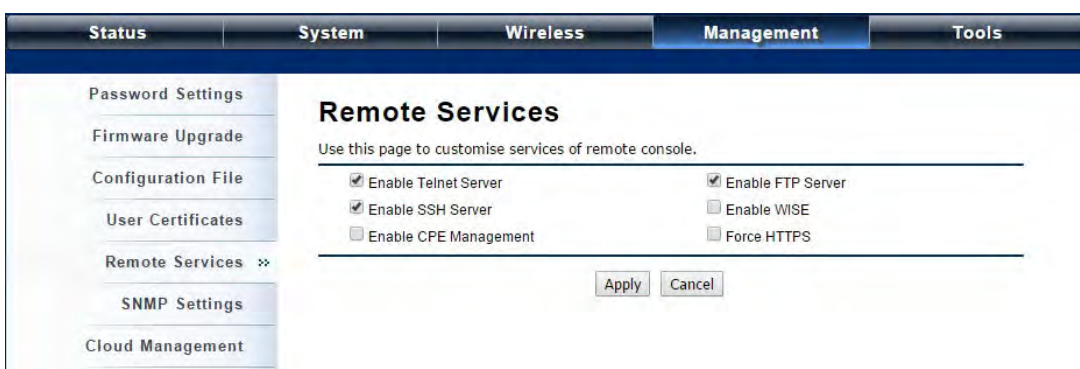 Status System Wireless Management Tools
Password Settings
Firmware Upgrade
Configuration File
User Certificates
Remote Services »
SNMP Settings
Cloud Management
Remote Services
Use this page to customise services of remote console.
Enable Telnet Server Enable FTP Server
Enable SSH Server Enable WISE
Enable CPE Management Force HTTPS
Apply Cancel